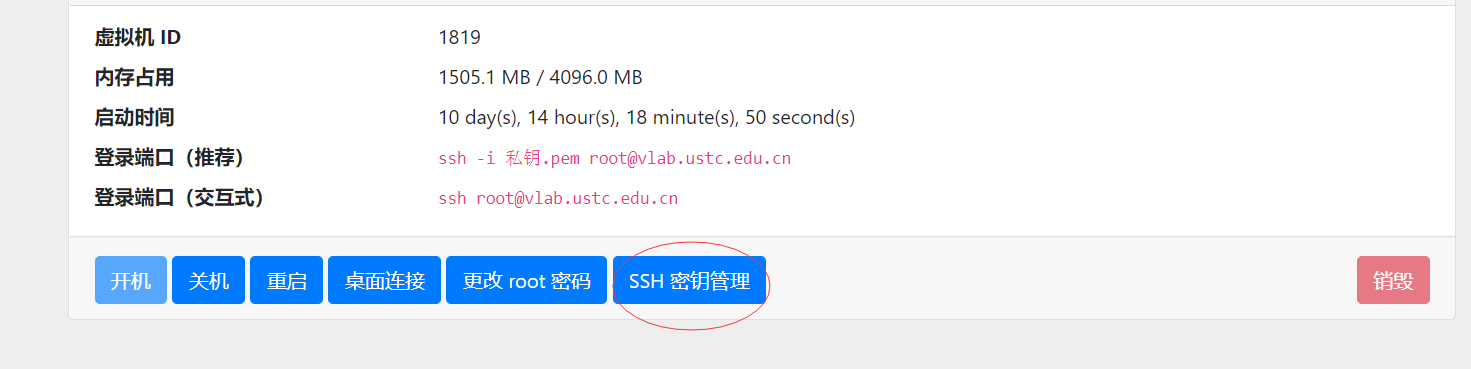 虚拟机 ID 1819
内存占用 1505.1 MB / 4096.0 MB
启动时间 10 day(s), 14 hour(s), 18 minute(s), 50 second(s)
登录端口（推荐） ssh -i 私钥.pem root@vlab.ustc.edu.cn
登录端口（交互式） ssh root@vlab.ustc.edu.cn
开机 关机 重启 桌面连接 更改 root 密码 SSH 密钥管理 销毁